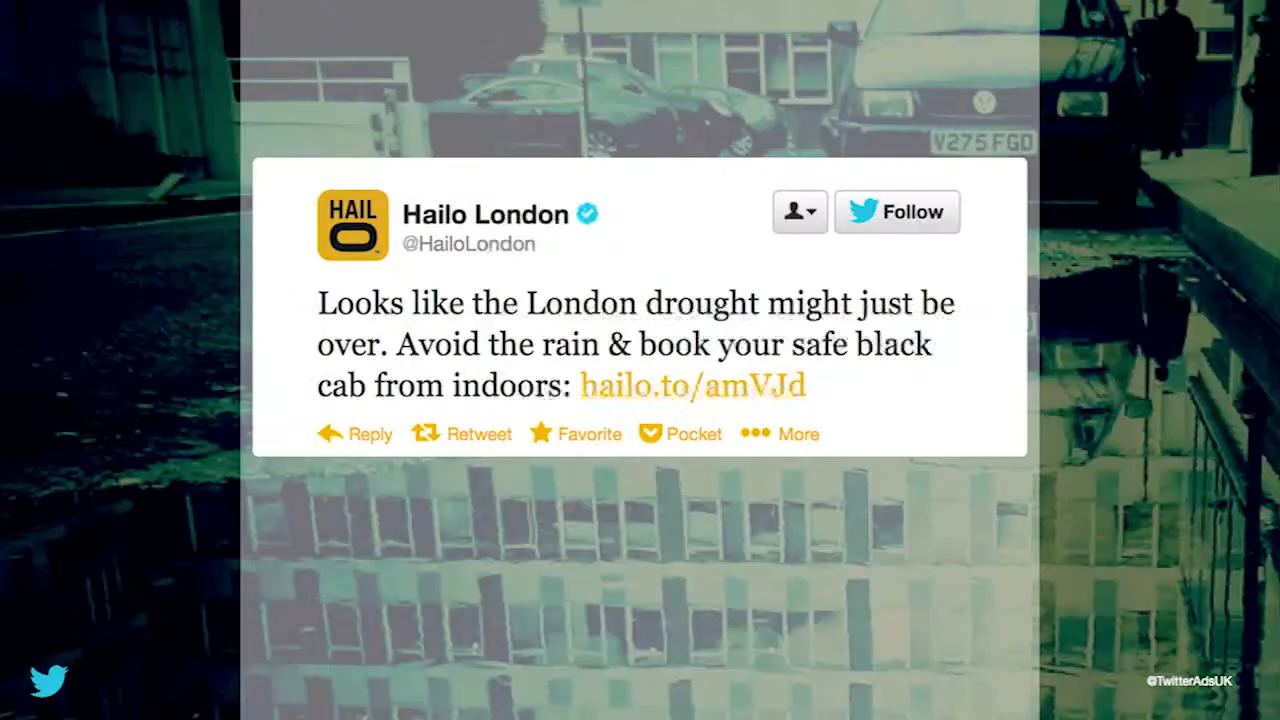 V275 FGD
HAIL
O
Hailo London
@HailoLondon
Follow
Looks like the London drought might just be
over. Avoid the rain & book your safe black
cab from indoors: hailo.to/amVJd
Reply Retweet Favorite Pocket More
@TwitterAdsUK